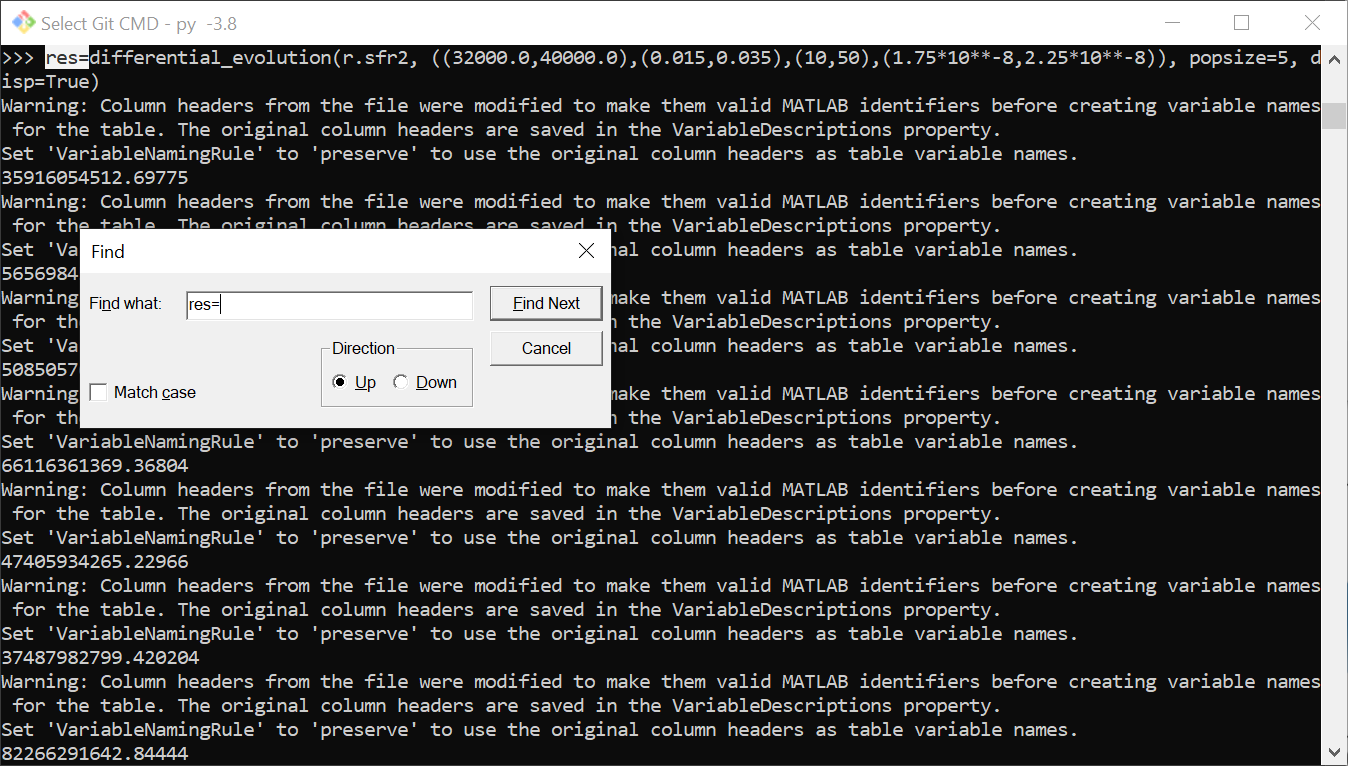 Select Git CMD - py -3.8
>>> res=differential_evolution(r.sfr2, ((32000.0,40000.0),(0.015,0.035),(10,50),(1.75*10**-8,2.25*10**-8)), popsize=5, d
isp=True)
Warning: Column headers from the file were modified to make them valid MATLAB identifiers before creating variable names
for the table. The original column headers are saved in the VariableDescriptions property.
Set 'VariableNamingRule' to 'preserve' to use the original column headers as table variable names.
35916054512.69775
Warning: Column headers from the file were modified to make them valid MATLAB identifiers before creating variable names
for the table. The original column headers are saved in the VariableDescriptions property.
Set 'Va nal column headers as table variable names.
5656984
Warning make them valid MATLAB identifiers before creating variable names
for th the VariableDescriptions property.
Set 'Va nal column headers as table variable names.
508505
Warning make them valid MATLAB identifiers before creating variable names
for th the VariableDescriptions property.
Find
Find what:
res=
Find Next
Cancel
Direction
Up
Down
Match case
Set 'VariableNamingRule' to 'preserve' to use the original column headers as table variable names.
66116361369.36804
Warning: Column headers from the file were modified to make them valid MATLAB identifiers before creating variable names
for the table. The original column headers are saved in the VariableDescriptions property.
Set 'VariableNamingRule' to 'preserve' to use the original column headers as table variable names.
47405934265.22966
Warning: Column headers from the file were modified to make them valid MATLAB identifiers before creating variable names
for the table. The original column headers are saved in the VariableDescriptions property.
Set 'VariableNamingRule' to 'preserve' to use the original column headers as table variable names.
37487982799.420204
Warning: Column headers from the file were modified to make them valid MATLAB identifiers before creating variable names
for the table. The original column headers are saved in the VariableDescriptions property.
Set 'VariableNamingRule' to 'preserve' to use the original column headers as table variable names.
82266291642.84444